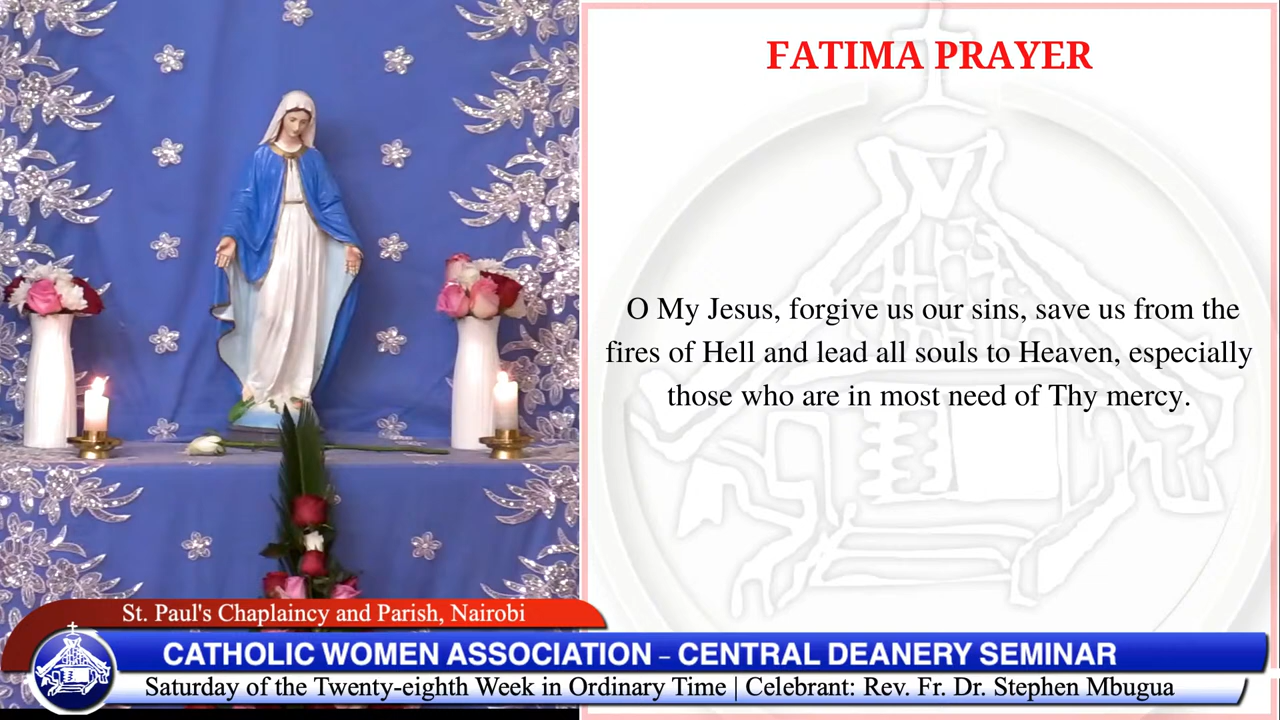 FATIMA PRAYER
O My Jesus, forgive us our sins, save us from the
fires of Hell and lead all souls to Heaven, especially
those who are in most need of Thy mercy.
St. Paul's Chaplaincy and Parish, Nairobi
CATHOLIC WOMEN ASSOCIATION – CENTRAL DEANERY SEMINAR
Saturday of the Twenty-eighth Week in Ordinary Time | Celebrant: Rev. Fr. Dr. Stephen Mbugua